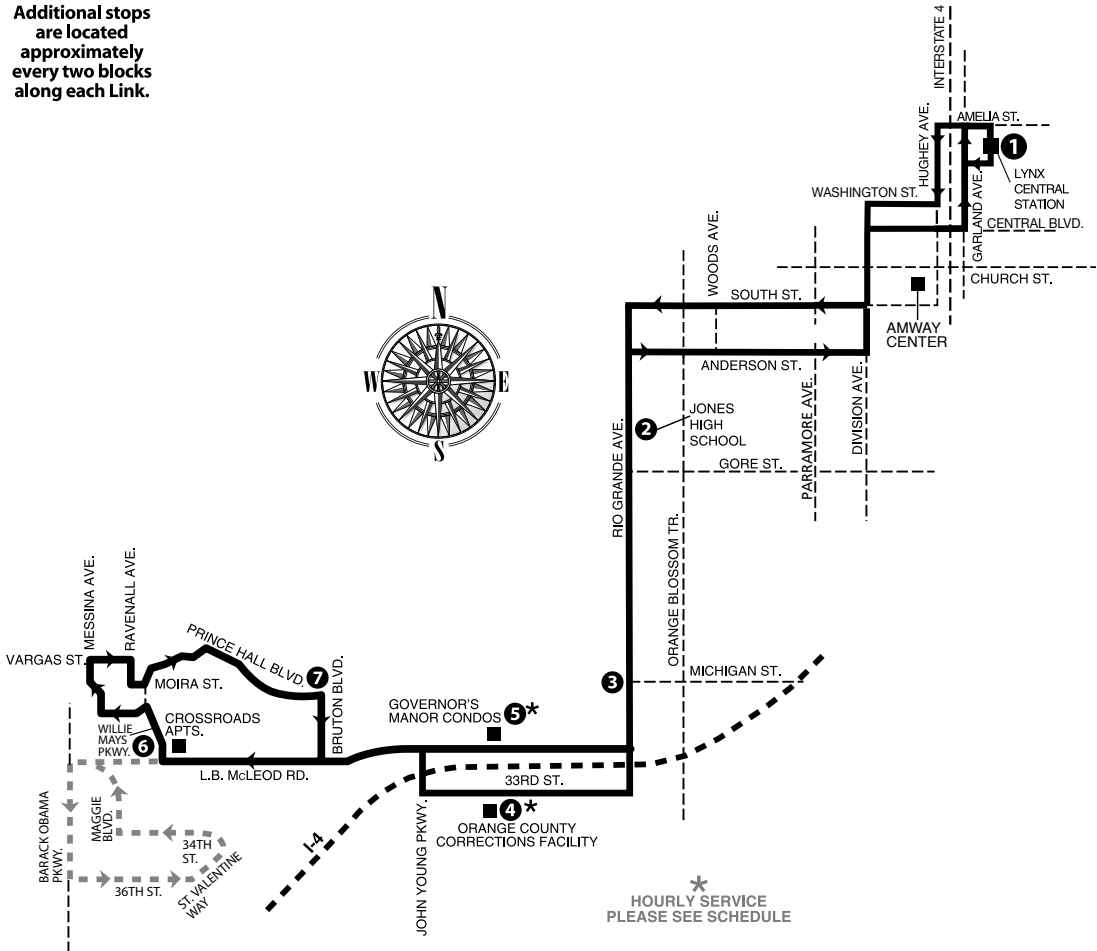 Additional stops
are located
approximately
every two blocks
along each Link.
INTERSTATE 4
AMELIA ST.
HUGHEY AVE.
1
LYNX
CENTRAL
STATION
WASHINGTON ST.
GARLAND AVE.
CENTRAL BLVD.
CHURCH ST.
WOODS AVE.
SOUTH ST.
AMWAY
CENTER
ANDERSON ST.
N
W
E
S
2
JONES
HIGH
SCHOOL
RIO GRANDE AVE.
PARRAMORE AVE.
DIVISION AVE.
GORE ST.
ORANGE BLOSSOM TR.
MESSINA AVE.
RAVENALL AVE.
VARGAS ST.
MOIRA ST.
PRINCE HALL BLVD.
7
BRUTON BLVD.
3
MICHIGAN ST.
GOVERNOR'S
MANOR CONDOS
5*
CROSSROADS
APTS.
WILLIE
MAYS
PKWY.
6
L.B. McLEOD RD.
33RD ST.
4*
ORANGE COUNTY
CORRECTIONS FACILITY
JOHN YOUNG PKWY.
I-4
BARACK OBAMA
PKWY.
MAGGIE
BLVD.
34TH
ST.
36TH ST.
ST. VALENTINE
WAY
*
HOURLY SERVICE
PLEASE SEE SCHEDULE